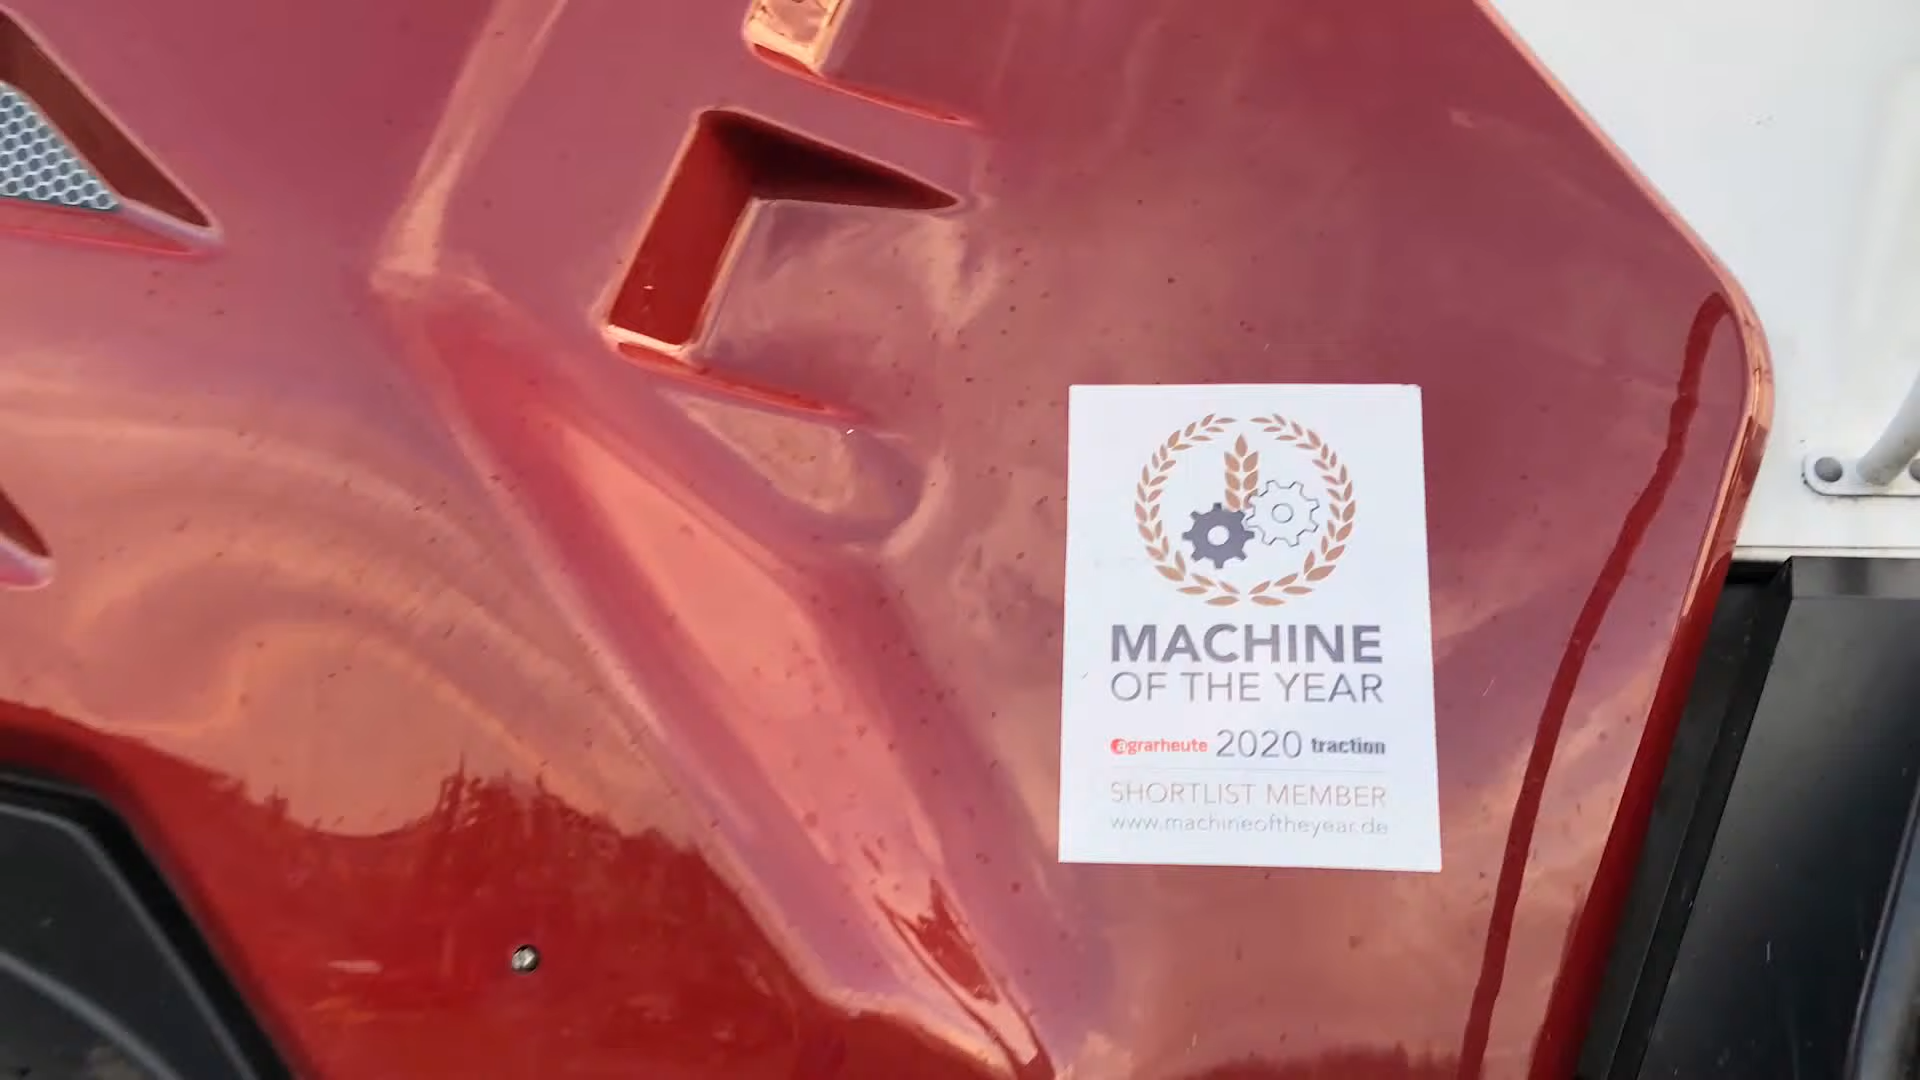 MACHINE
OF THE YEAR
agrarheute 2020 traction
SHORTLIST MEMBER
www.machineoftheyear.de